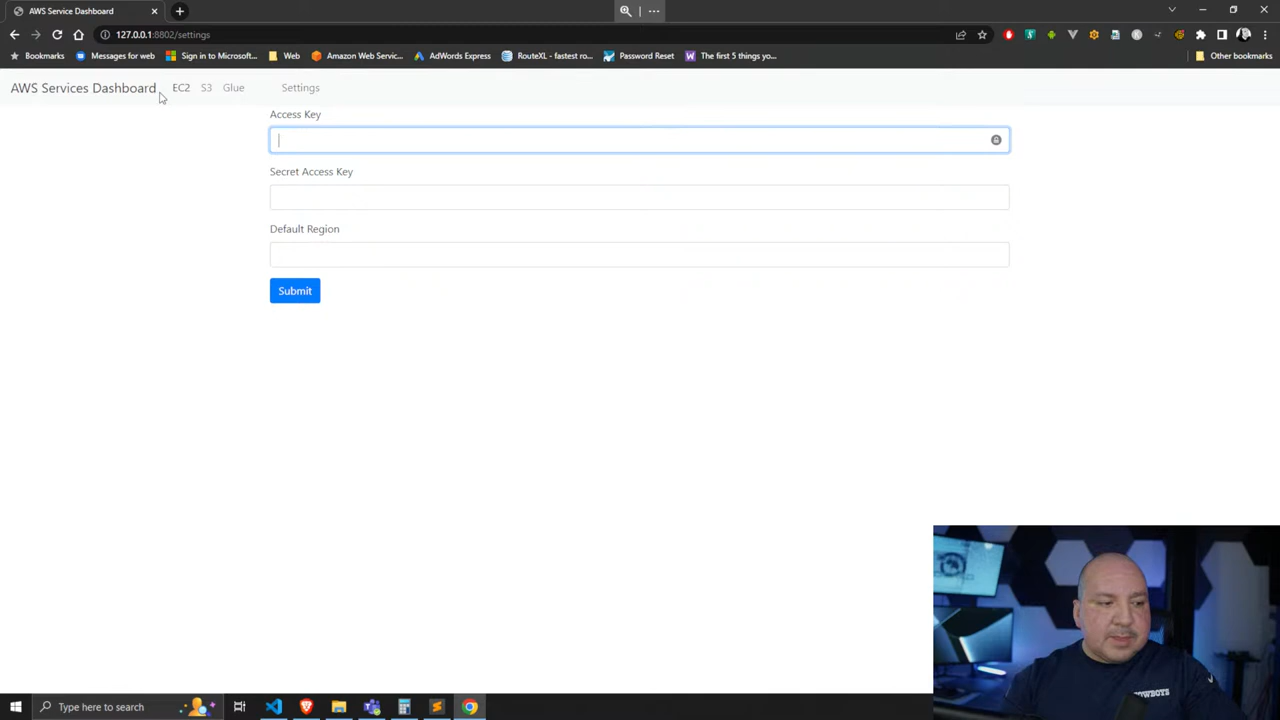 AWS Service Dashboard
127.0.0.1:8802/settings
Bookmarks
Messages for web
Sign in to Microsoft...
Web
Amazon Web Servic...
AdWords Express
RouteXL - fastest ro...
Password Reset
The first 5 things yo...
Other bookmarks
AWS Services Dashboard
EC2
S3
Glue
Settings
Access Key
Secret Access Key
Default Region
Submit
Type here to search